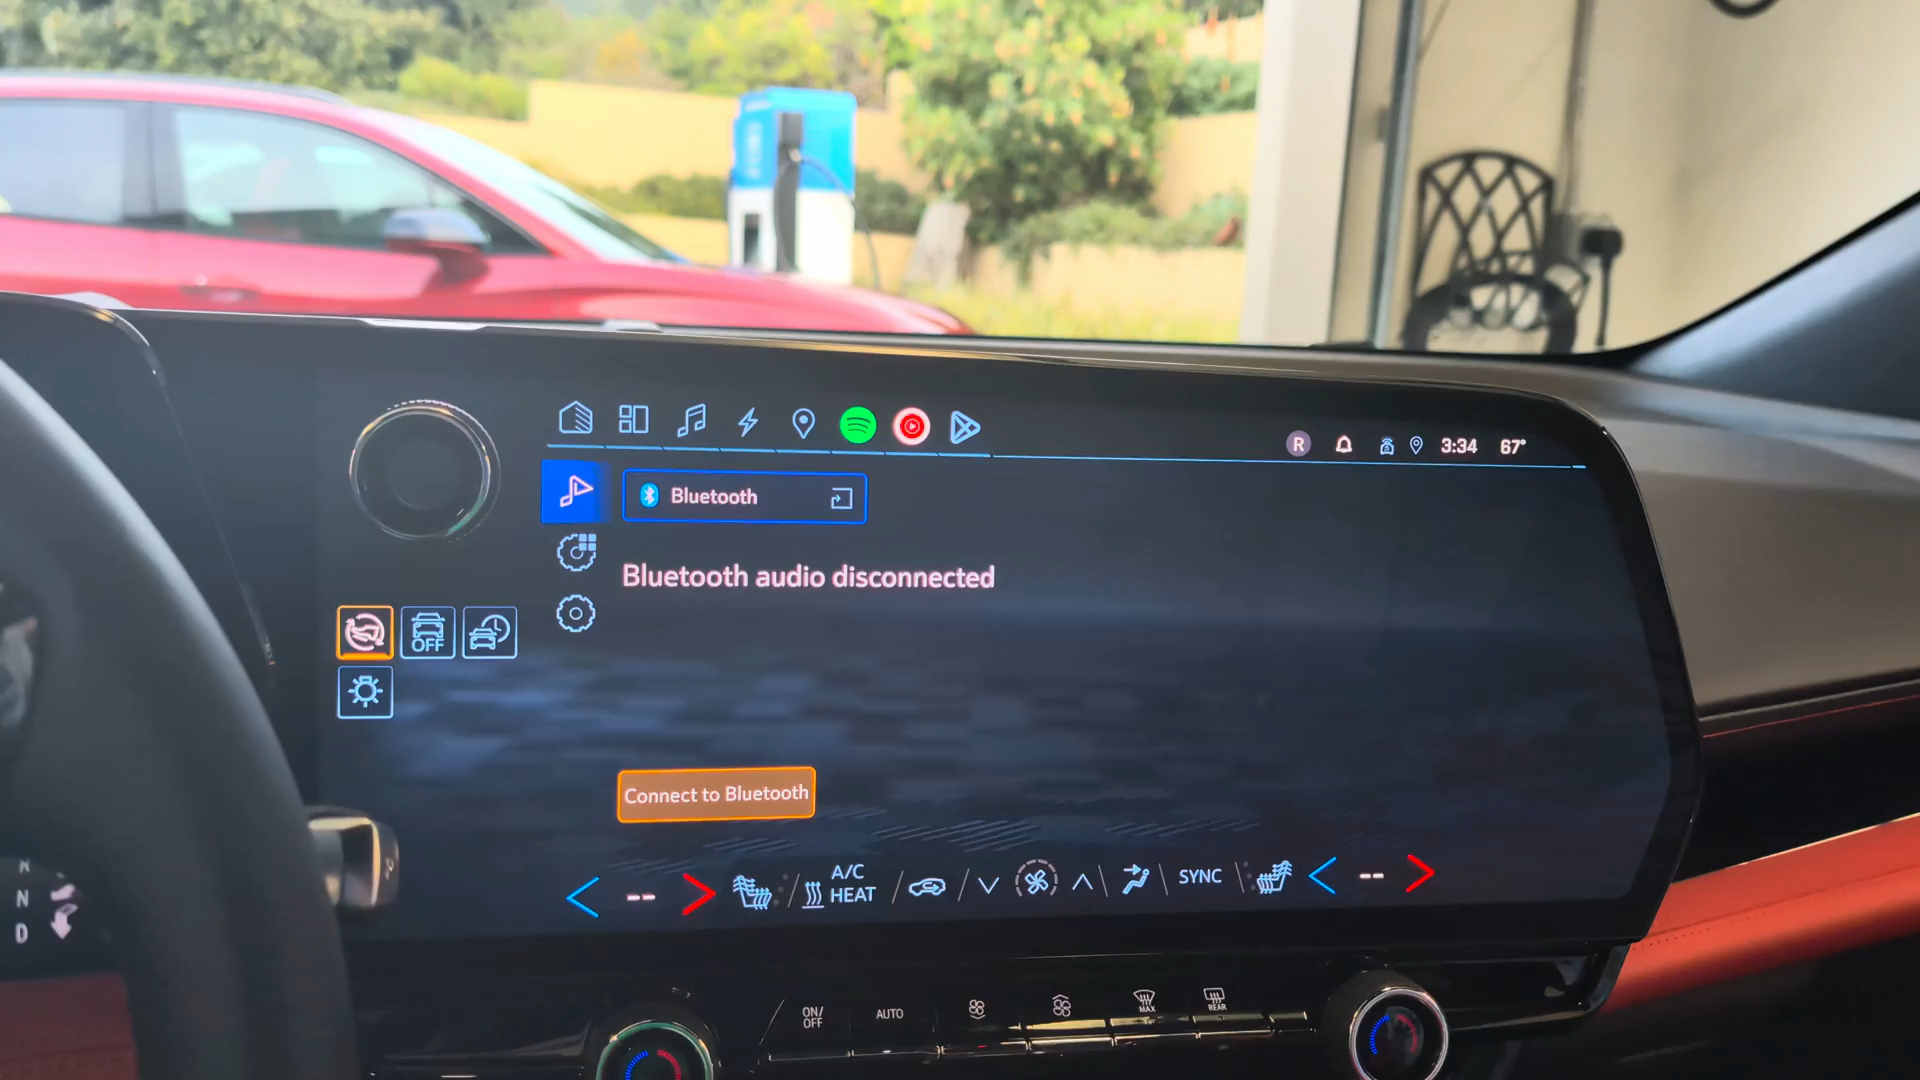 R
3:34
67°
Bluetooth
Bluetooth audio disconnected
OFF
Connect to Bluetooth
A/C
HEAT
--
SYNC
--
N
D
ON/
OFF
AUTO
MAX
REAR